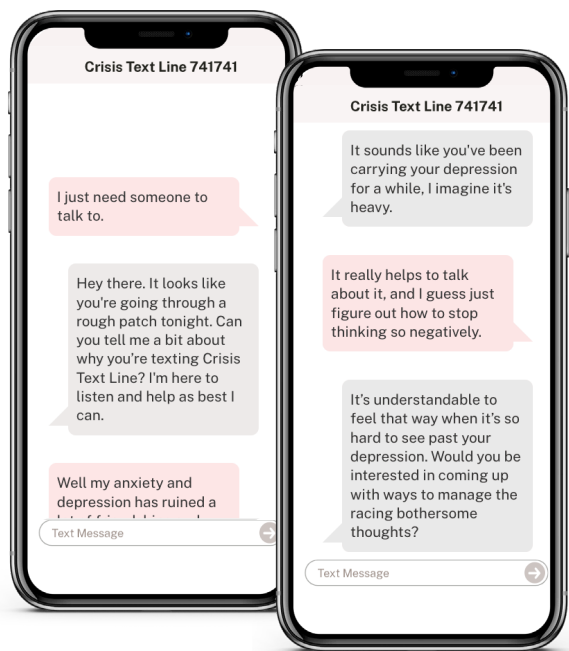 Crisis Text Line 741741
I just need someone to
talk to.
Hey there. It looks like
you're going through a
rough patch tonight. Can
you tell me a bit about
why you're texting Crisis
Text Line? I'm here to
listen and help as best I
can.
Well my anxiety and
depression has ruined a
Text Message
Crisis Text Line 741741
It sounds like you've been
carrying your depression
for a while, I imagine it's
heavy.
It really helps to talk
about it, and I guess just
figure out how to stop
thinking so negatively.
It’s understandable to
feel that way when it’s so
hard to see past your
depression. Would you be
interested in coming up
with ways to manage the
racing bothersome
thoughts?
Text Message